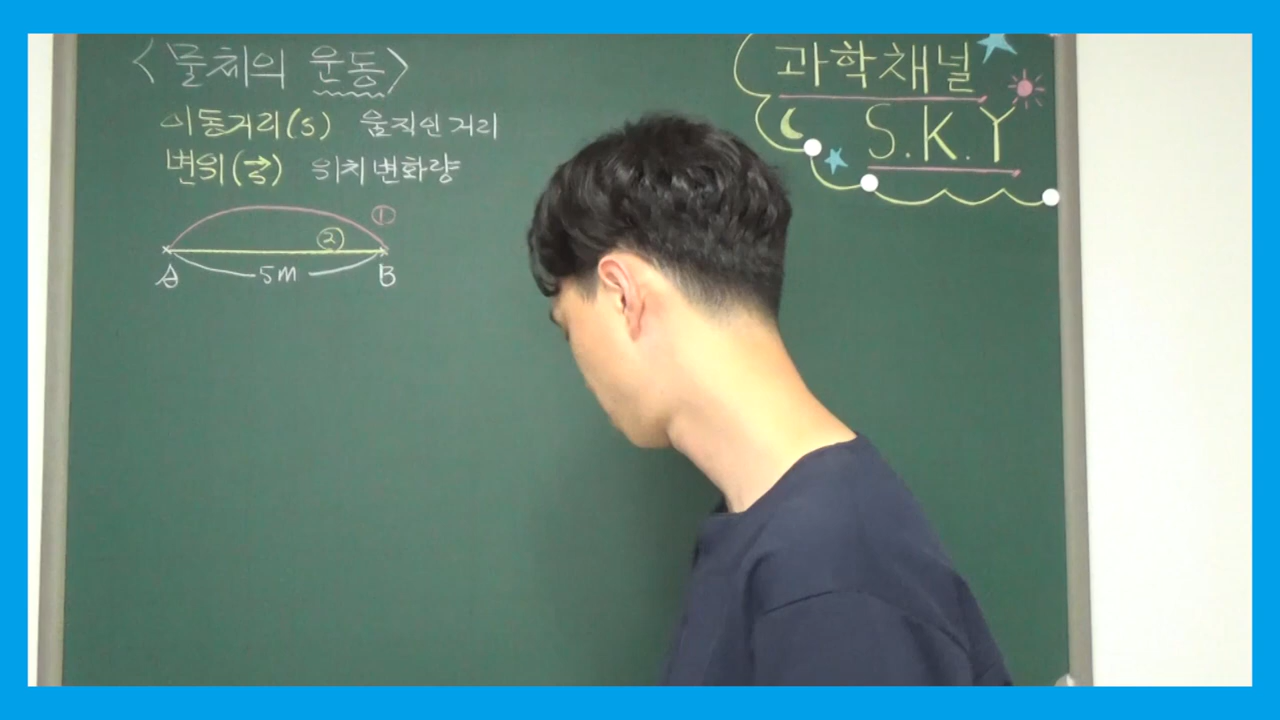 <물체의 운동>
이동거리(s) 움직인 거리
변위(s⃗) 위치 변화량
①
②
A 5m B
과학채널
S.K.Y